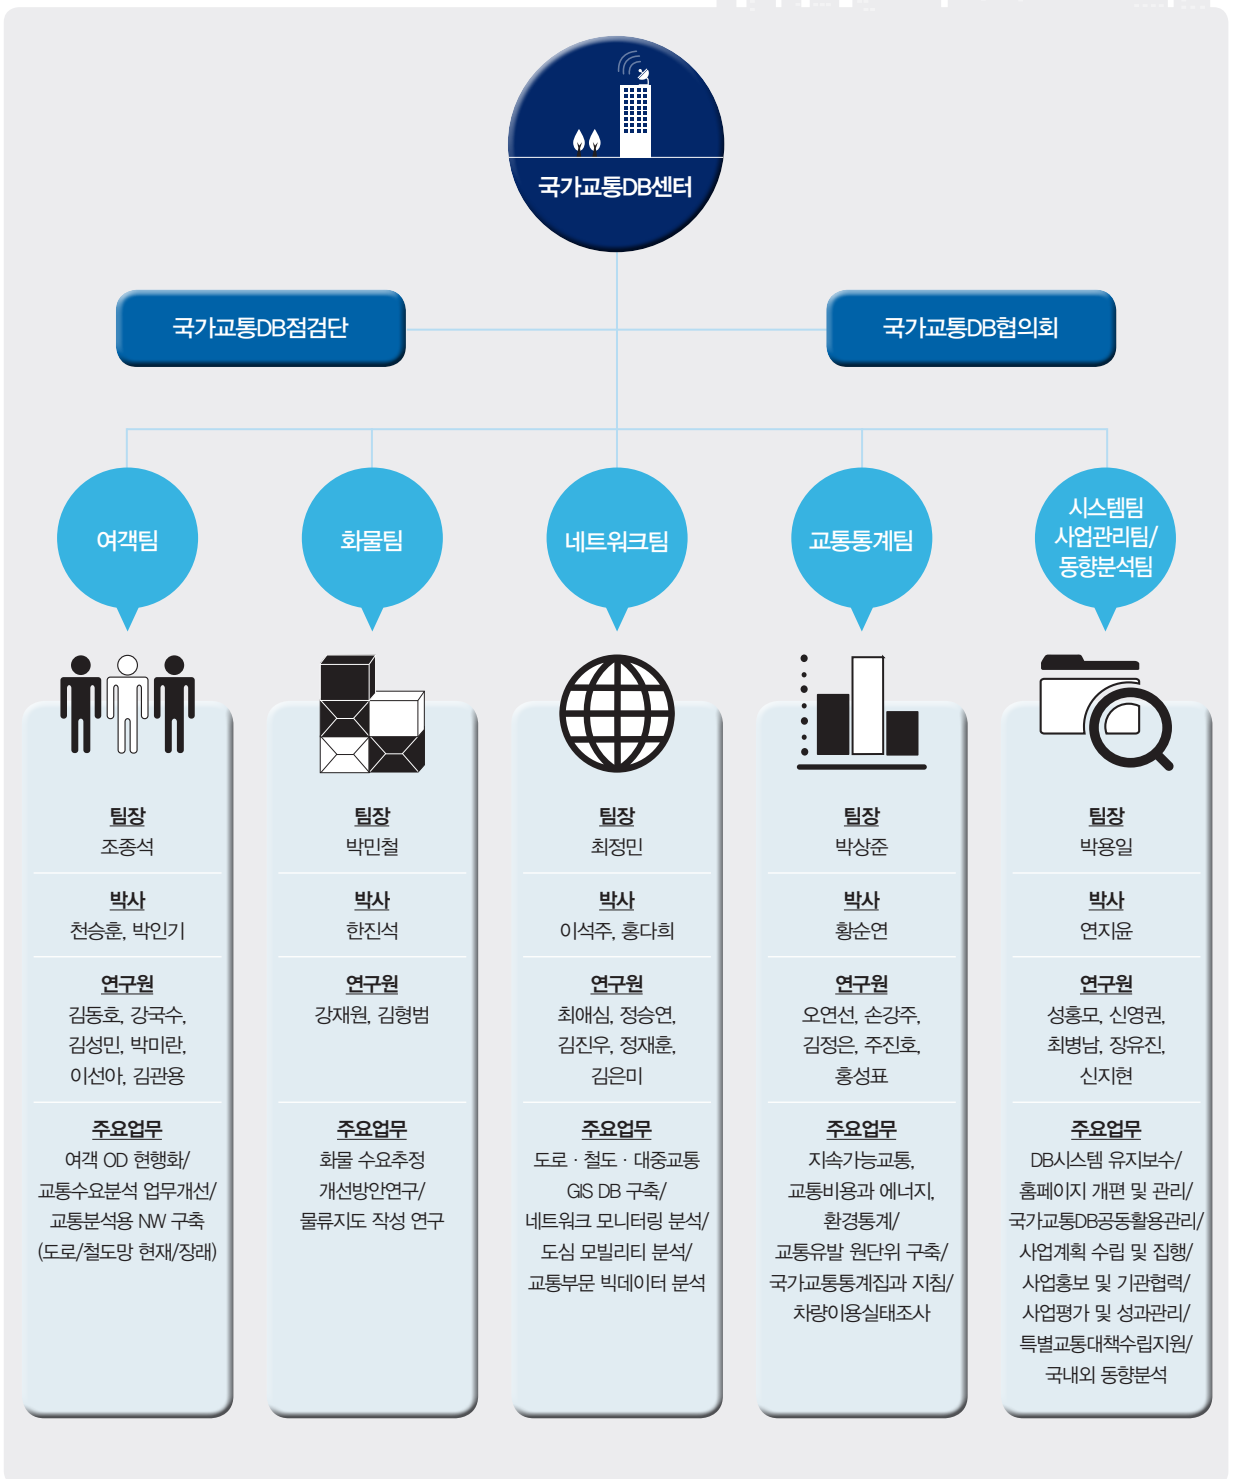 국가교통DB센터
국가교통DB점검단
국가교통DB협의회
여객팀
화물팀
네트워크팀
교통통계팀
시스템팀
사업관리팀/
동향분석팀
팀장
조종석
박사
천승훈, 박인기
연구원
김동호, 강국수,
김성민, 박미란,
이선아, 김관용
주요업무
여객 OD 현행화/
교통수요분석 업무개선/
교통분석용 NW 구축
(도로/철도망 현재/장래)
팀장
박민철
박사
한진석
연구원
강재원, 김형범
주요업무
화물 수요추정
개선방안연구/
물류지도 작성 연구
팀장
최정민
박사
이석주, 홍다희
연구원
최애심, 정승연,
김진우, 정재훈,
김은미
주요업무
도로 · 철도 · 대중교통
GIS DB 구축/
네트워크 모니터링 분석/
도심 모빌리티 분석/
교통부문 빅데이터 분석
팀장
박상준
박사
황순연
연구원
오연선, 손강주,
김정은, 주진호,
홍성표
주요업무
지속가능교통,
교통비용과 에너지,
환경통계/
교통유발 원단위 구축/
국가교통통계집과 지침/
차량이용실태조사
팀장
박용일
박사
연지윤
연구원
성홍모, 신영권,
최병남, 장유진,
신지현
주요업무
DB시스템 유지보수/
홈페이지 개편 및 관리/
국가교통DB공동활용관리/
사업계획 수립 및 집행/
사업홍보 및 기관협력/
사업평가 및 성과관리/
특별교통대책수립지원/
국내외 동향분석